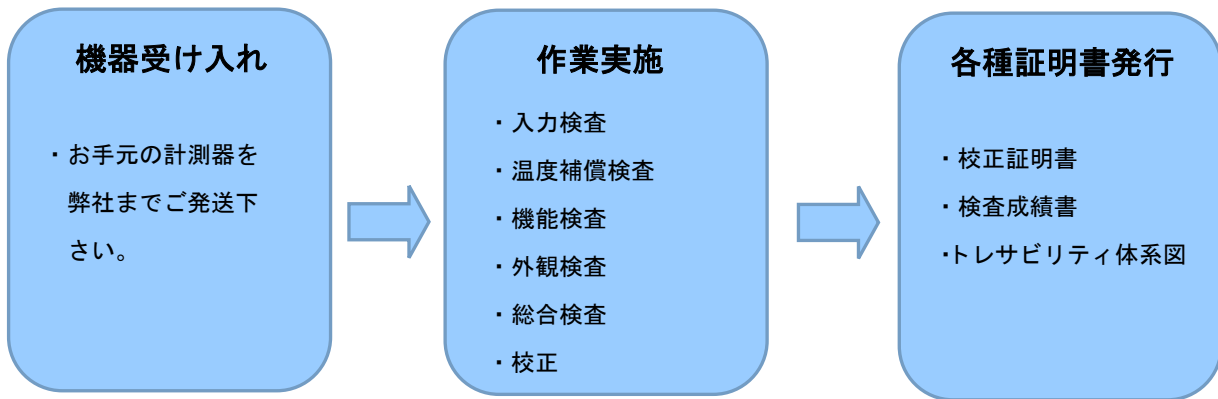 機器受け入れ
・お手元の計測器を
弊社までご発送下
さい。
作業実施
・入力検査
・温度補償検査
・機能検査
・外観検査
・総合検査
・校正
各種証明書発行
・校正証明書
・検査成績書
・トレサビリティ体系図